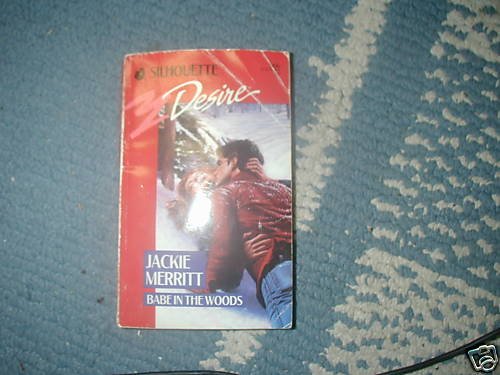 SILHOUETTE
Desire
JACKIE
MERRITT
BABE IN THE WOODS